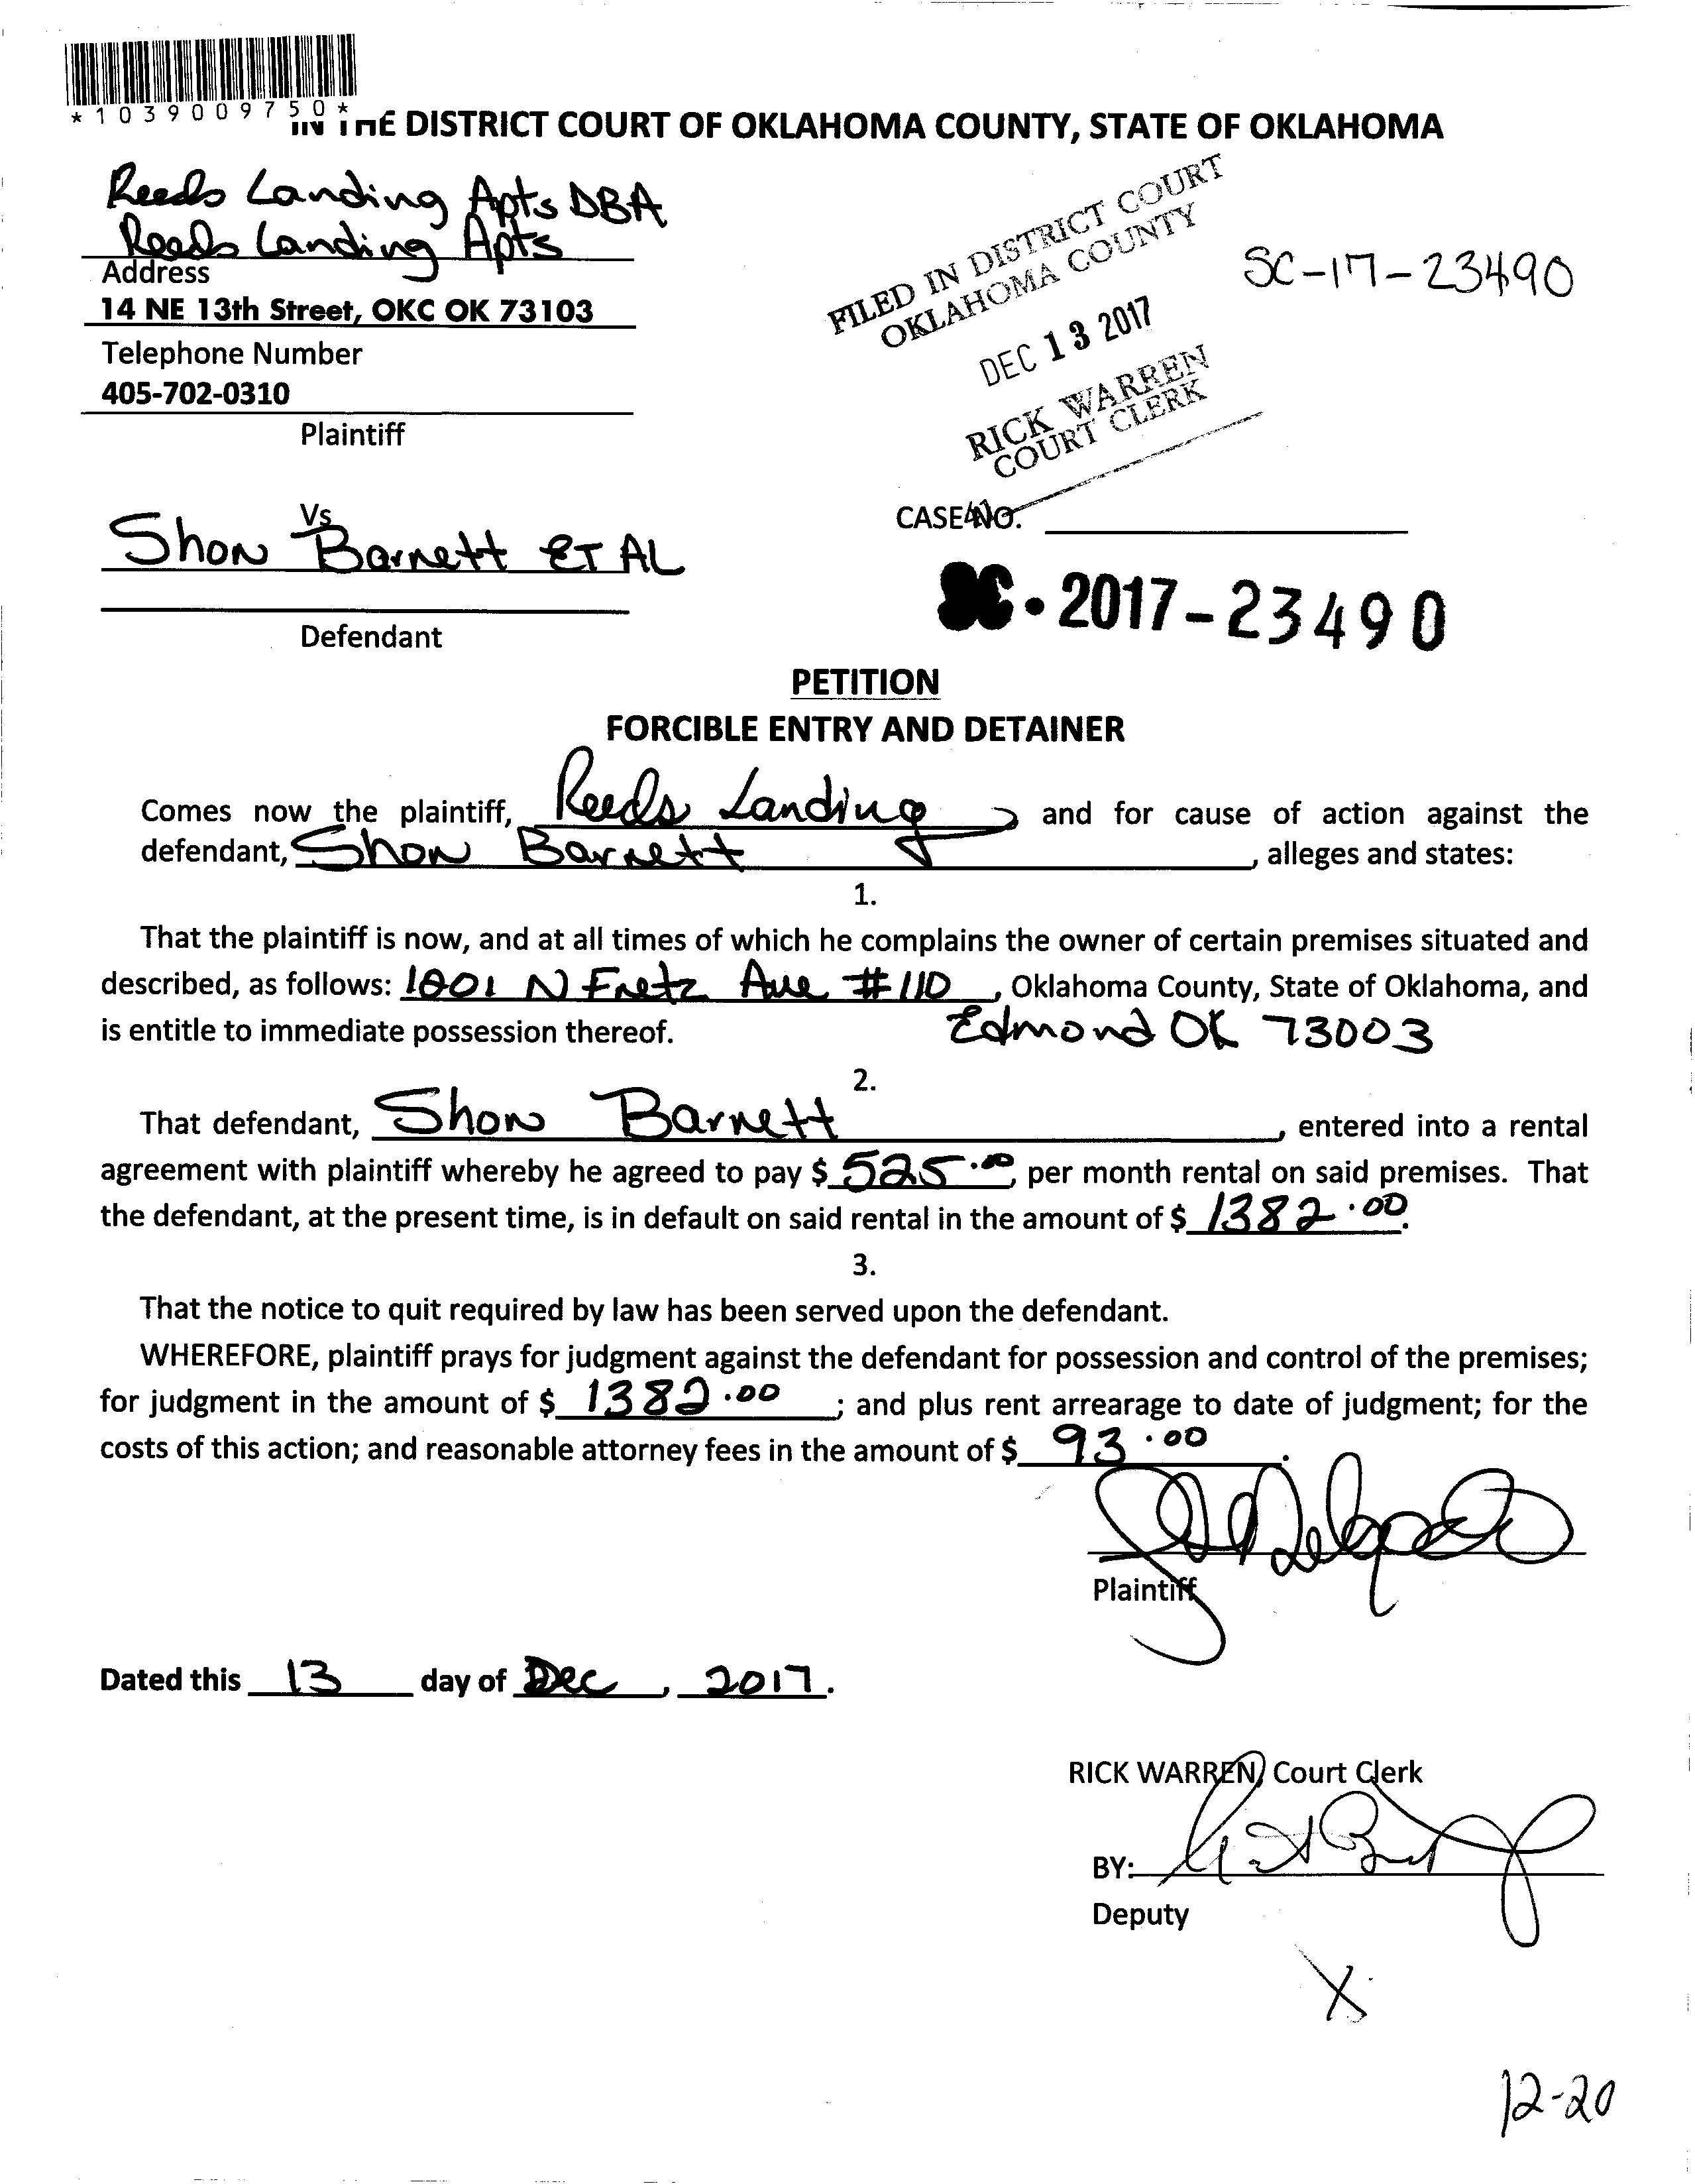 *1039009750*
IN THE DISTRICT COURT OF OKLAHOMA COUNTY, STATE OF OKLAHOMA
Reeds Landing Apts DBA
Reeds Landing Apts
Address
14 NE 13th Street, OKC OK 73103
Telephone Number
405-702-0310
Plaintiff
FILED IN DISTRICT COURT
OKLAHOMA COUNTY
DEC 13 2017
RICK WARREN
COURT CLERK
SC-17-23490
Vs
Shon Barnett ET AL
Defendant
CASE NO.
SC-2017-23490
PETITION
FORCIBLE ENTRY AND DETAINER
Comes now the plaintiff, Reeds Landing and for cause of action against the
defendant, Shon Barnett, alleges and states:
1.
That the plaintiff is now, and at all times of which he complains the owner of certain premises situated and
described, as follows: 1001 N Fretz Ave #110, Oklahoma County, State of Oklahoma, and
is entitle to immediate possession thereof. Edmond OK 73003
2.
That defendant, Shon Barnett, entered into a rental
agreement with plaintiff whereby he agreed to pay $ 525.00, per month rental on said premises. That
the defendant, at the present time, is in default on said rental in the amount of $ 1382.00.
3.
That the notice to quit required by law has been served upon the defendant.
WHEREFORE, plaintiff prays for judgment against the defendant for possession and control of the premises;
for judgment in the amount of $ 1382.00; and plus rent arrearage to date of judgment; for the
costs of this action; and reasonable attorney fees in the amount of $ 93.00.
Plaintiff
Dated this 13 day of Dec, 2017.
RICK WARREN, Court Clerk
BY:
Deputy
X
12-20